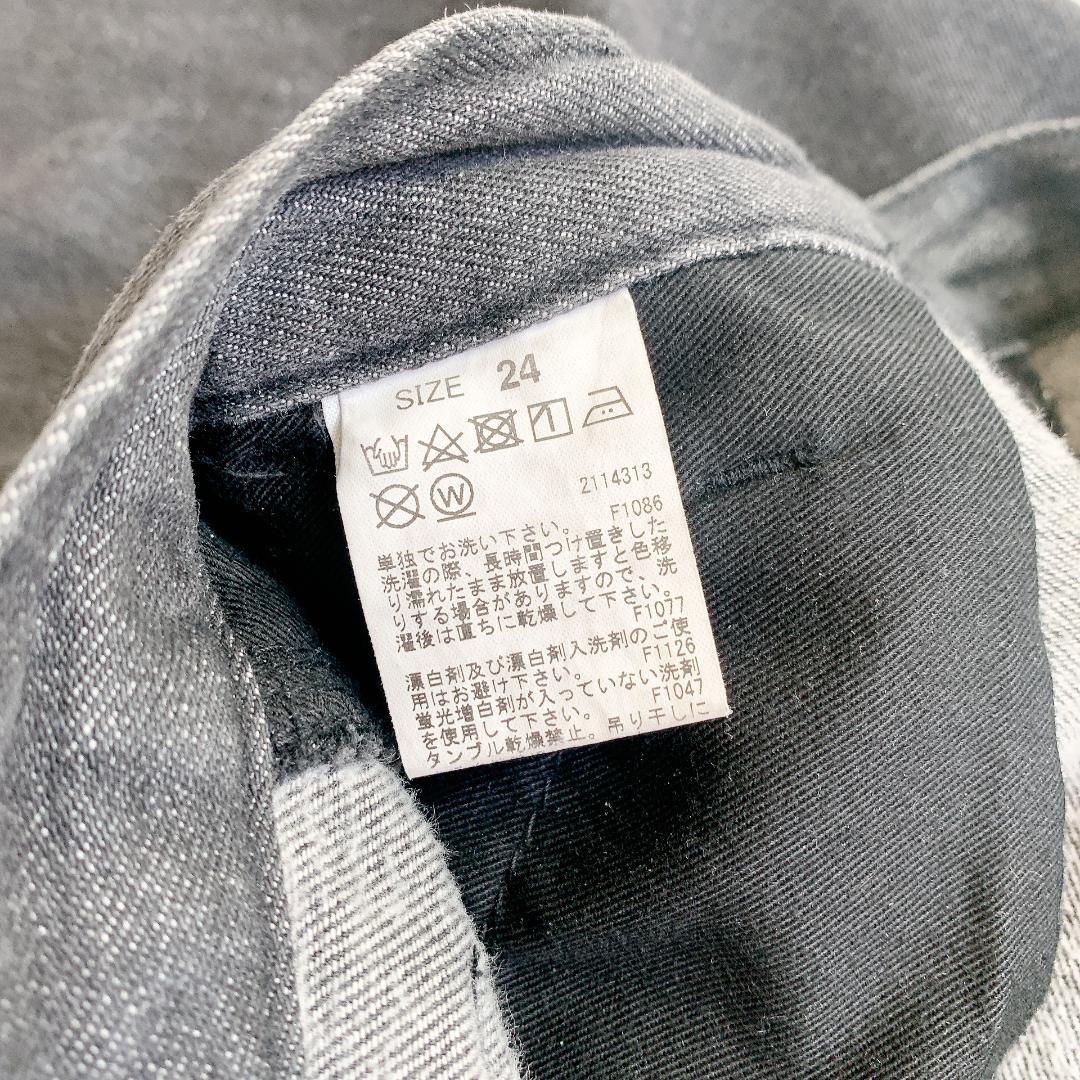 SIZE 24
W
2114313
F1086
単独でお洗い下さい。
洗濯の際、長時間つけ置きした
り濡れたまま放置しますと色移
りする場合がありますので、洗
濯後は直ちに乾燥して下さい。
F1077
漂白剤及び漂白剤入洗剤のご使
用はお避け下さい。
F1126
蛍光増白剤が入っていない洗剤
を使用して下さい。
F1047
タンブル乾燥禁止。吊り干しに